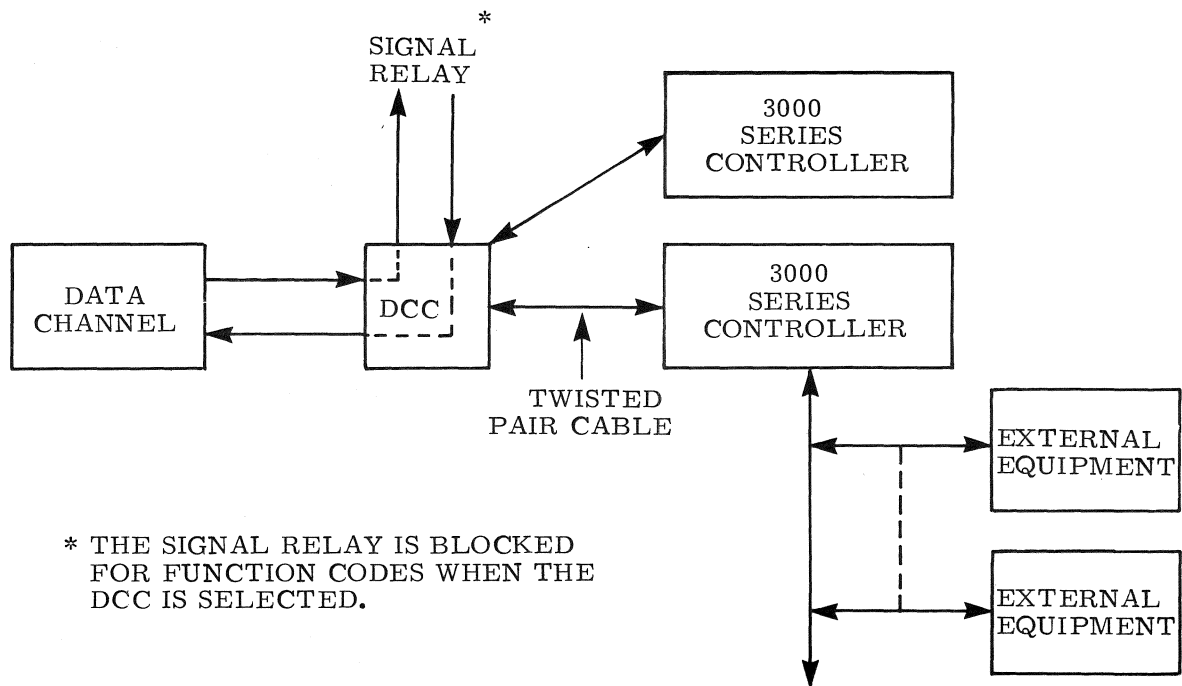 *
SIGNAL
RELAY
3000
SERIES
CONTROLLER
DATA
CHANNEL
DCC
3000
SERIES
CONTROLLER
TWISTED
PAIR CABLE
EXTERNAL
EQUIPMENT
* THE SIGNAL RELAY IS BLOCKED
FOR FUNCTION CODES WHEN THE
DCC IS SELECTED.
EXTERNAL
EQUIPMENT